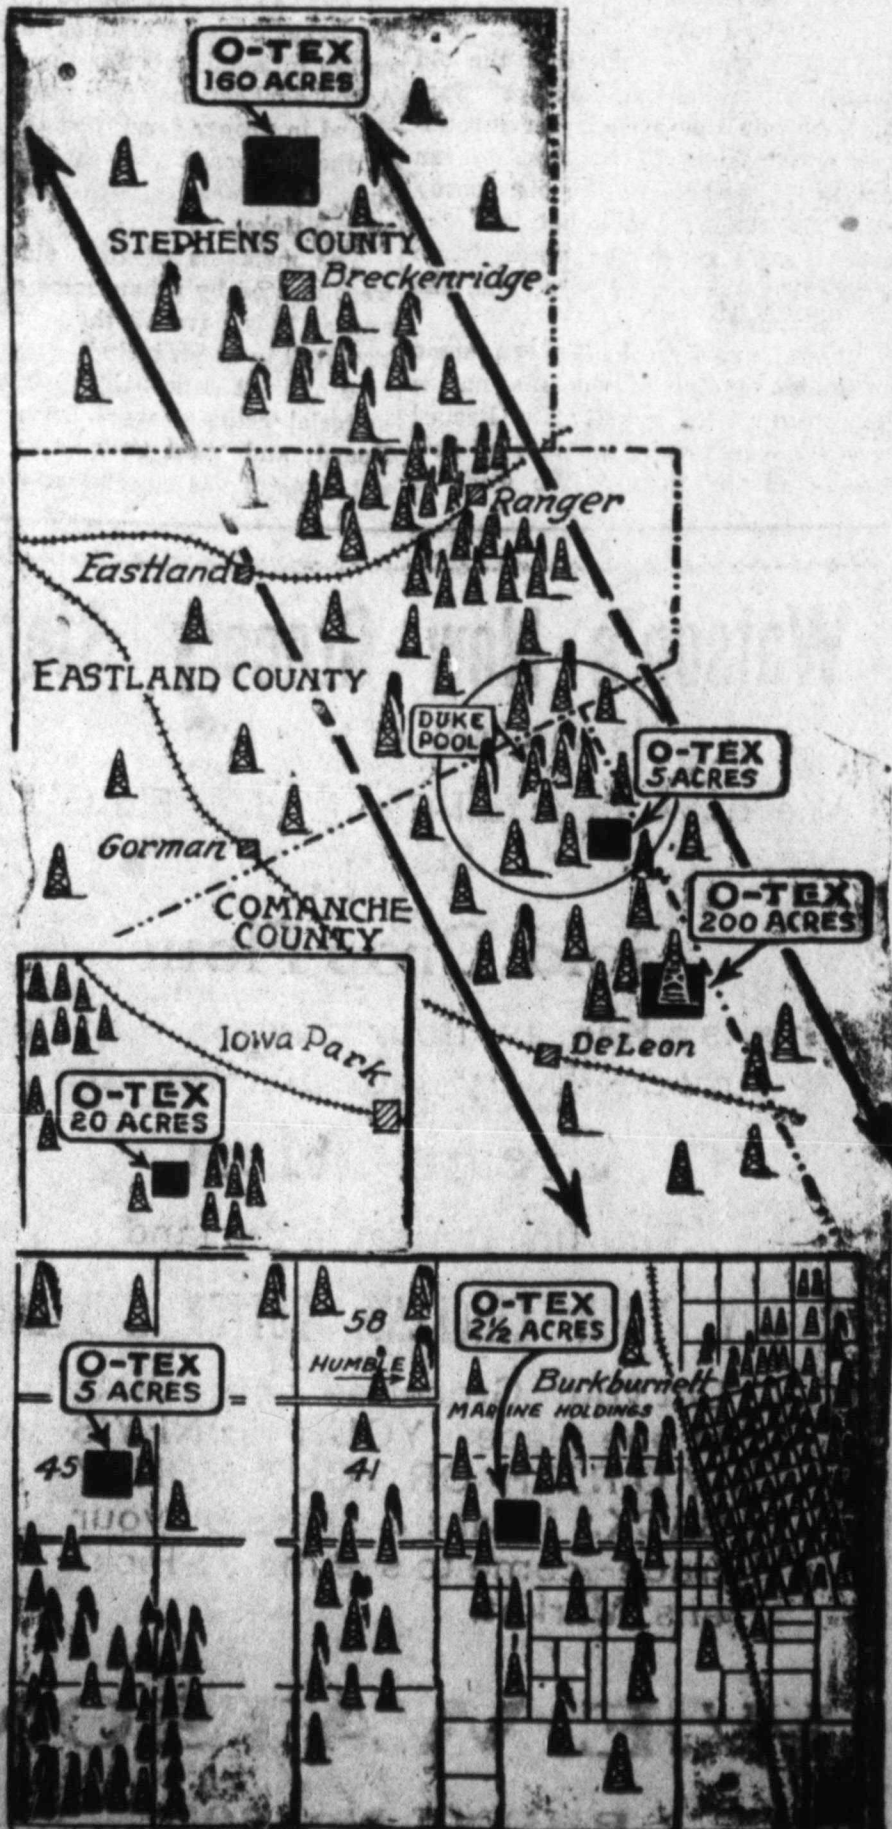 O-TEX
160 ACRES
STEPHENS COUNTY
Breckenridge
Ranger
Eastland
EASTLAND COUNTY
DUKE
POOL
O-TEX
5 ACRES
Gorman
COMANCHE
COUNTY
O-TEX
200 ACRES
Iowa Park
DeLeon
O-TEX
20 ACRES
58
O-TEX
2½ ACRES
O-TEX
5 ACRES
HUMBLE
Burkburnett
MARINE HOLDINGS
45
41